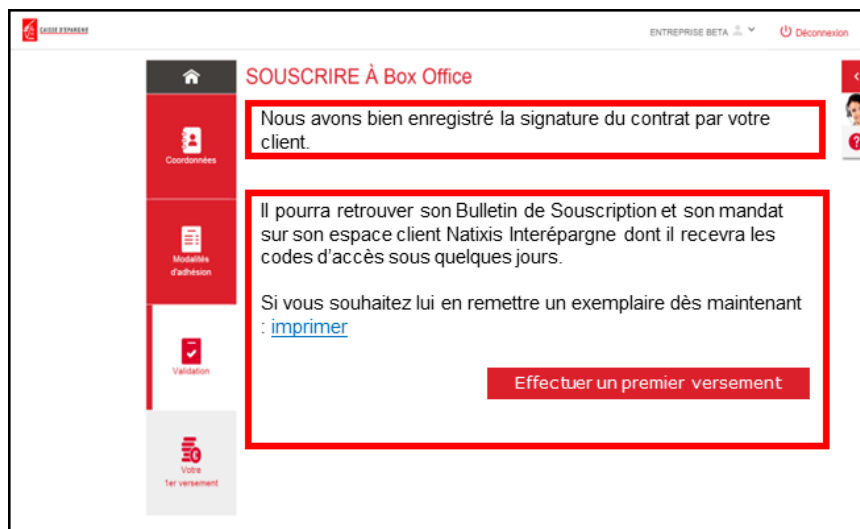 CAISSE D'EPARGNE
ENTREPRISE BETA
Déconnexion
SOUSCRIRE À Box Office
Nous avons bien enregistré la signature du contrat par votre
client.
Coordonnées
Il pourra retrouver son Bulletin de Souscription et son mandat
sur son espace client Natixis Interépargne dont il recevra les
codes d'accès sous quelques jours.
Modalités
d'adhésion
Si vous souhaitez lui en remettre un exemplaire dès maintenant
: imprimer
Validation
Effectuer un premier versement
Votre
1er versement
?